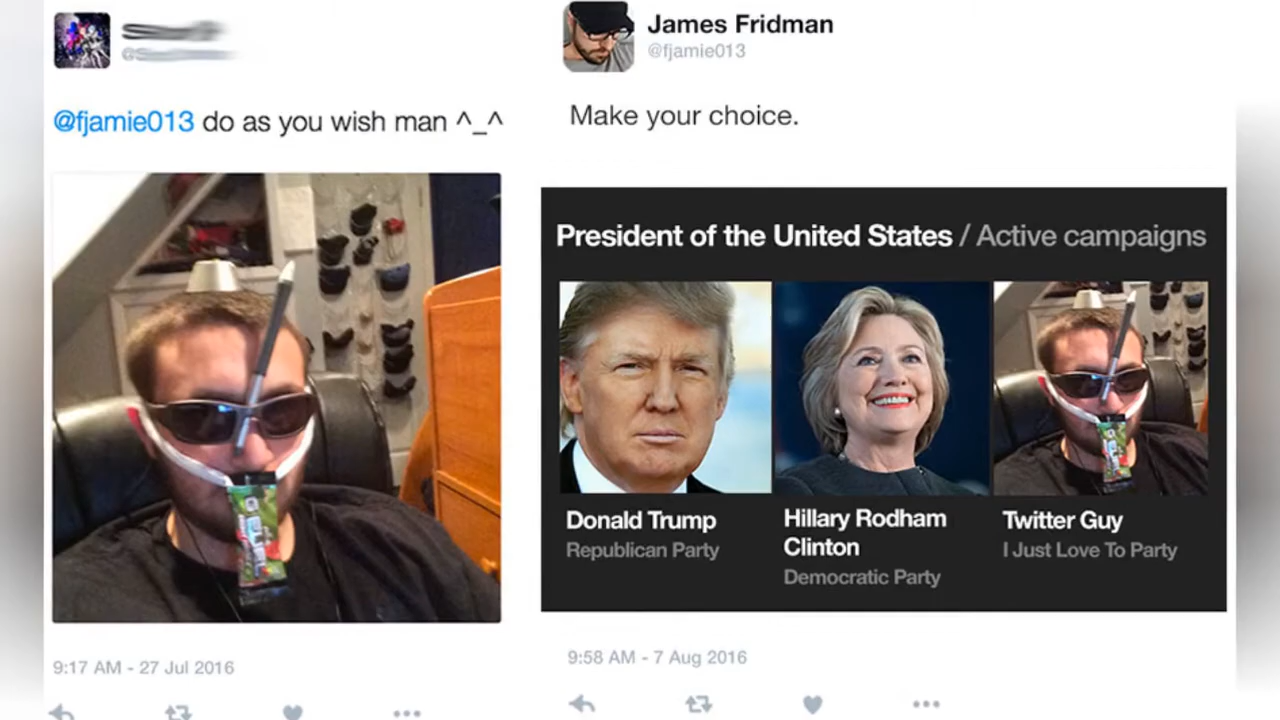 @fjamie013 do as you wish man ^_^
9:17 AM - 27 Jul 2016
James Fridman
@fjamie013
Make your choice.
President of the United States / Active campaigns
Donald Trump
Republican Party
Hillary Rodham
Clinton
Democratic Party
Twitter Guy
I Just Love To Party
9:58 AM - 7 Aug 2016